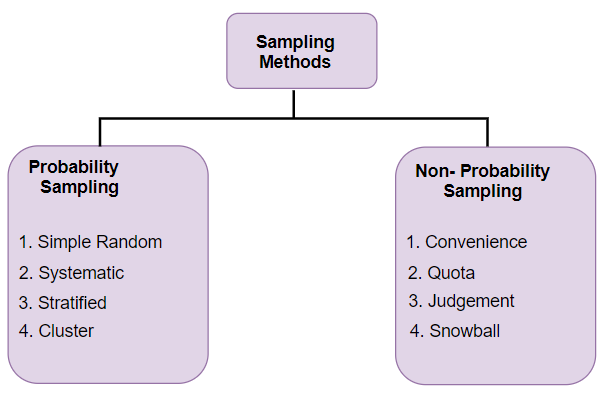 Sampling
Methods
Probability
Sampling
1. Simple Random
2. Systematic
3. Stratified
4. Cluster
Non- Probability
Sampling
1. Convenience
2. Quota
3. Judgement
4. Snowball